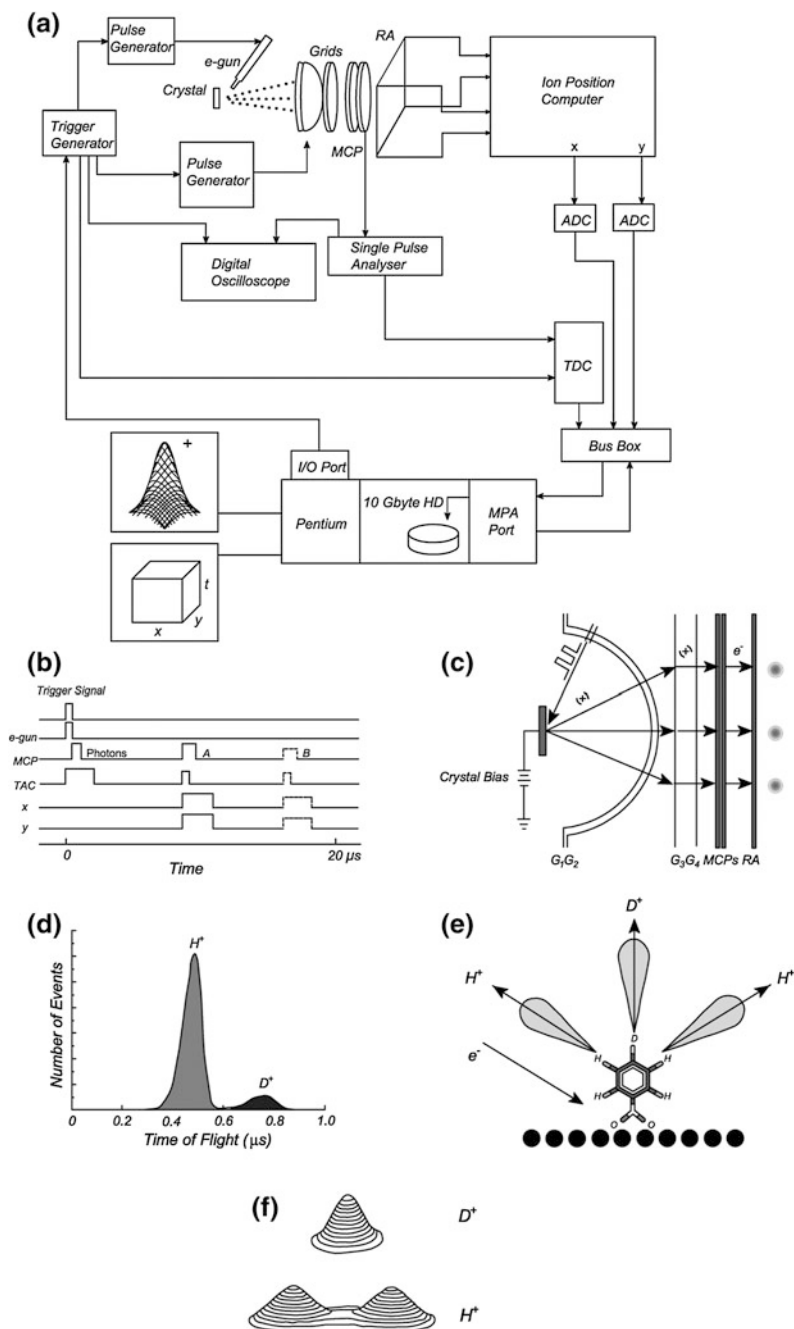 (a)
Pulse
Generator
e-gun
Grids
RA
Crystal
Trigger
Generator
Pulse
Generator
MCP
Ion Position
Computer
x y
ADC ADC
Digital
Oscilloscope
Single Pulse
Analyser
TDC
Bus Box
+
I/O Port
Pentium
10 Gbyte HD
MPA
Port
t
y
x
(b)
Trigger Signal
e-gun
MCP Photons A B
TAC
x
y
0 20 μs
Time
(c)
(x)
(x)
e-
Crystal Bias
G1G2 G3G4 MCPs RA
(d)
Number of Events
H+
D+
0 0.2 0.4 0.6 0.8 1.0
Time of Flight (μs)
(e)
D+
H+ H+
e-
D
H H
H H
O O
(f)
D+
H+